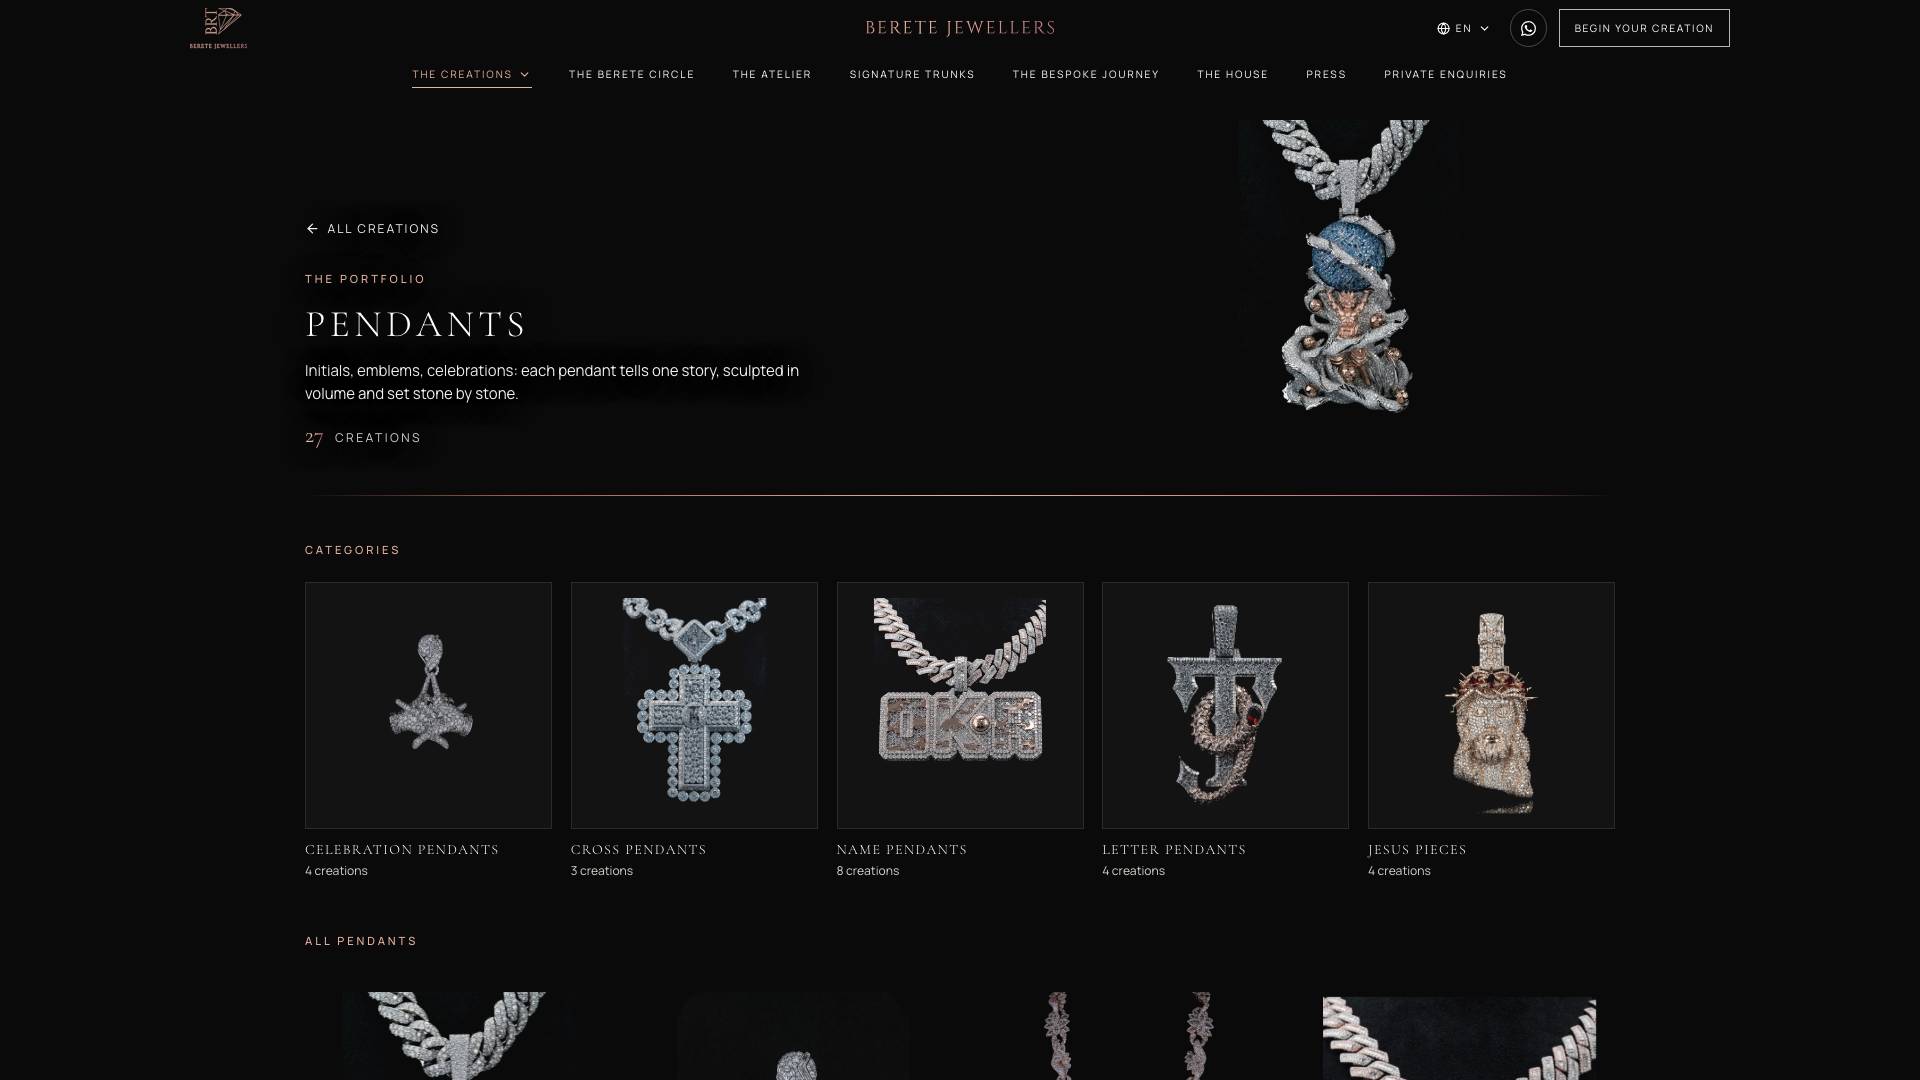 BRT
BERETE JEWELLERS
BERETE JEWELLERS
EN
BEGIN YOUR CREATION
THE CREATIONS
THE BERETE CIRCLE
THE ATELIER
SIGNATURE TRUNKS
THE BESPOKE JOURNEY
THE HOUSE
PRESS
PRIVATE ENQUIRIES
ALL CREATIONS
THE PORTFOLIO
PENDANTS
Initials, emblems, celebrations: each pendant tells one story, sculpted in
volume and set stone by stone.
27 CREATIONS
CATEGORIES
CELEBRATION PENDANTS
4 creations
CROSS PENDANTS
3 creations
NAME PENDANTS
8 creations
LETTER PENDANTS
4 creations
JESUS PIECES
4 creations
ALL PENDANTS